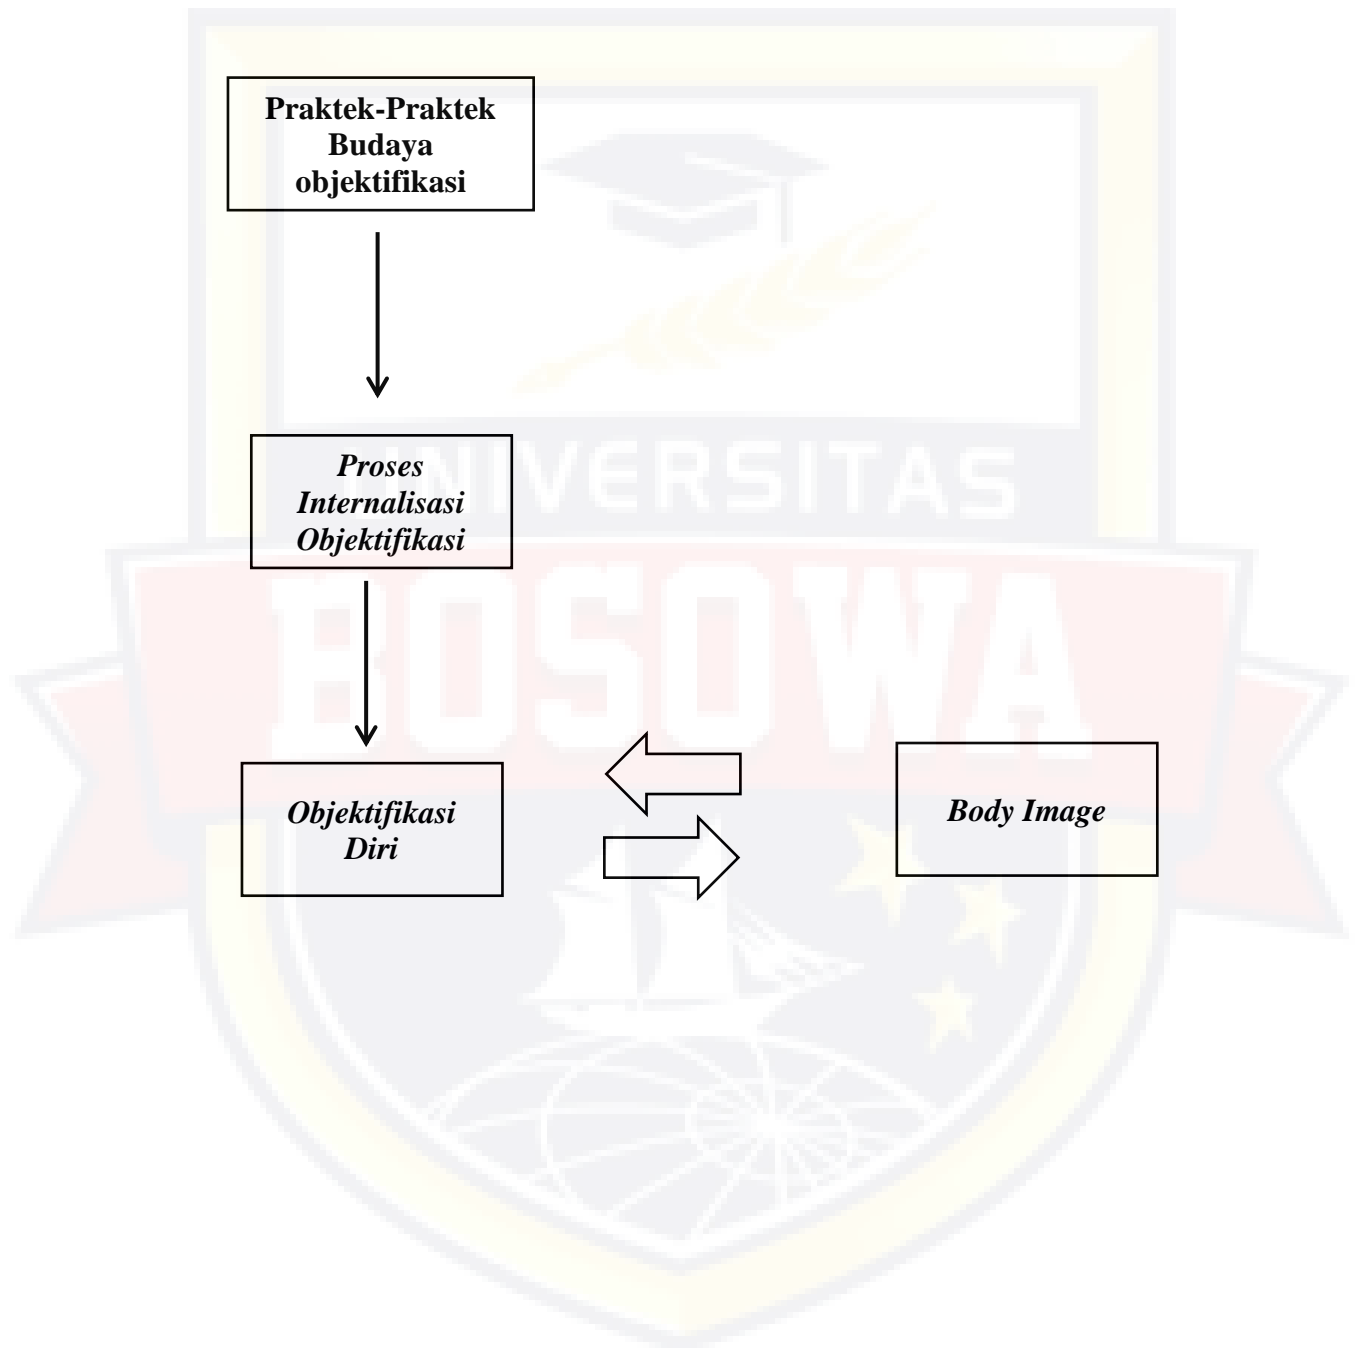 Praktek-Praktek
Budaya
objektifikasi
UNIVERSITAS
Proses
Internalisasi
Objektifikasi
BOSOWA
Objektifikasi
Diri
Body Image